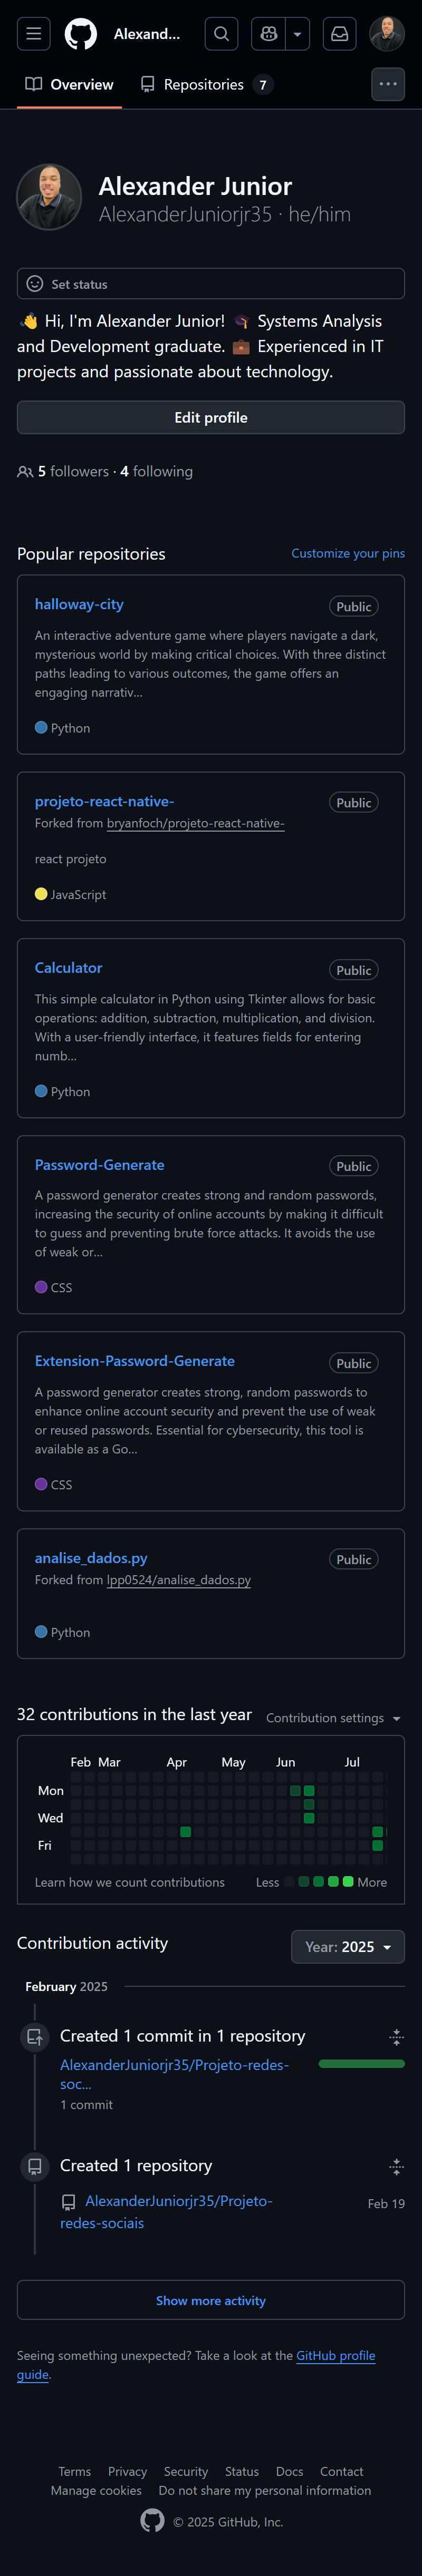 Alexand...
Overview
Repositories 7
Alexander Junior
AlexanderJuniorjr35 · he/him
Set status
👋 Hi, I'm Alexander Junior! 🎓 Systems Analysis
and Development graduate. 💼 Experienced in IT
projects and passionate about technology.
Edit profile
5 followers · 4 following
Popular repositories
Customize your pins
halloway-city
Public
An interactive adventure game where players navigate a dark,
mysterious world by making critical choices. With three distinct
paths leading to various outcomes, the game offers an
engaging narrativ…
Python
projeto-react-native-
Public
Forked from bryanfoch/projeto-react-native-
react projeto
JavaScript
Calculator
Public
This simple calculator in Python using Tkinter allows for basic
operations: addition, subtraction, multiplication, and division.
With a user-friendly interface, it features fields for entering
numb…
Python
Password-Generate
Public
A password generator creates strong and random passwords,
increasing the security of online accounts by making it difficult
to guess and preventing brute force attacks. It avoids the use
of weak or…
CSS
Extension-Password-Generate
Public
A password generator creates strong, random passwords to
enhance online account security and prevent the use of weak
or reused passwords. Essential for cybersecurity, this tool is
available as a Go…
CSS
analise_dados.py
Public
Forked from lpp0524/analise_dados.py
Python
32 contributions in the last year
Contribution settings
Feb Mar Apr May Jun Jul
Mon
Wed
Fri
Learn how we count contributions
Less More
Contribution activity
Year: 2025
February 2025
Created 1 commit in 1 repository
AlexanderJuniorjr35/Projeto-redes-
soc...
1 commit
Created 1 repository
AlexanderJuniorjr35/Projeto-
redes-sociais
Feb 19
Show more activity
Seeing something unexpected? Take a look at the GitHub profile
guide.
Terms Privacy Security Status Docs Contact
Manage cookies Do not share my personal information
© 2025 GitHub, Inc.